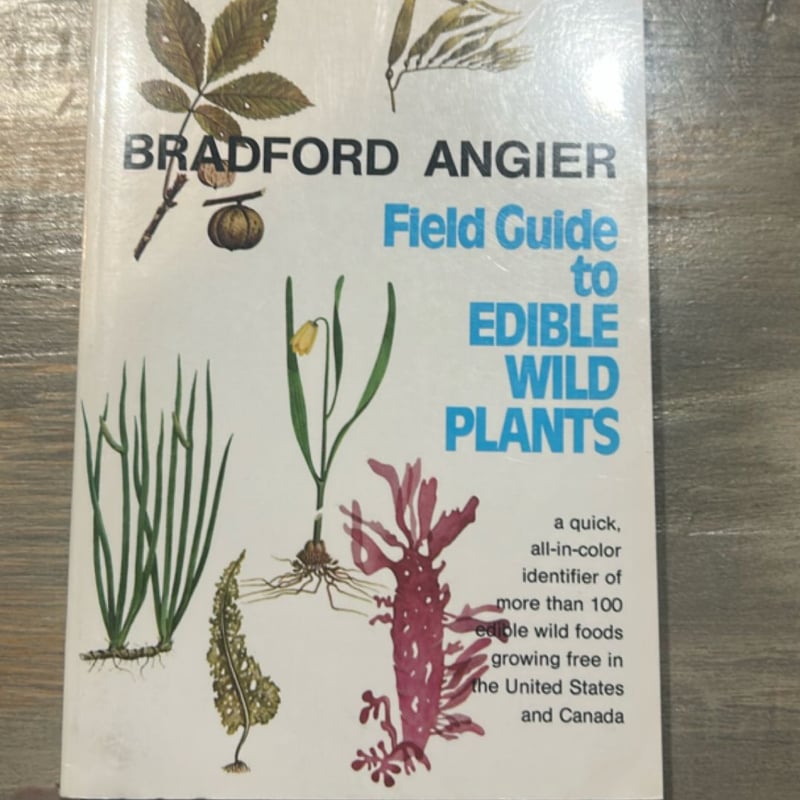 BRADFORD ANGIER
Field Guide
to
EDIBLE
WILD
PLANTS
a quick,
all-in-color
identifier of
more than 100
edible wild foods
growing free in
the United States
and Canada